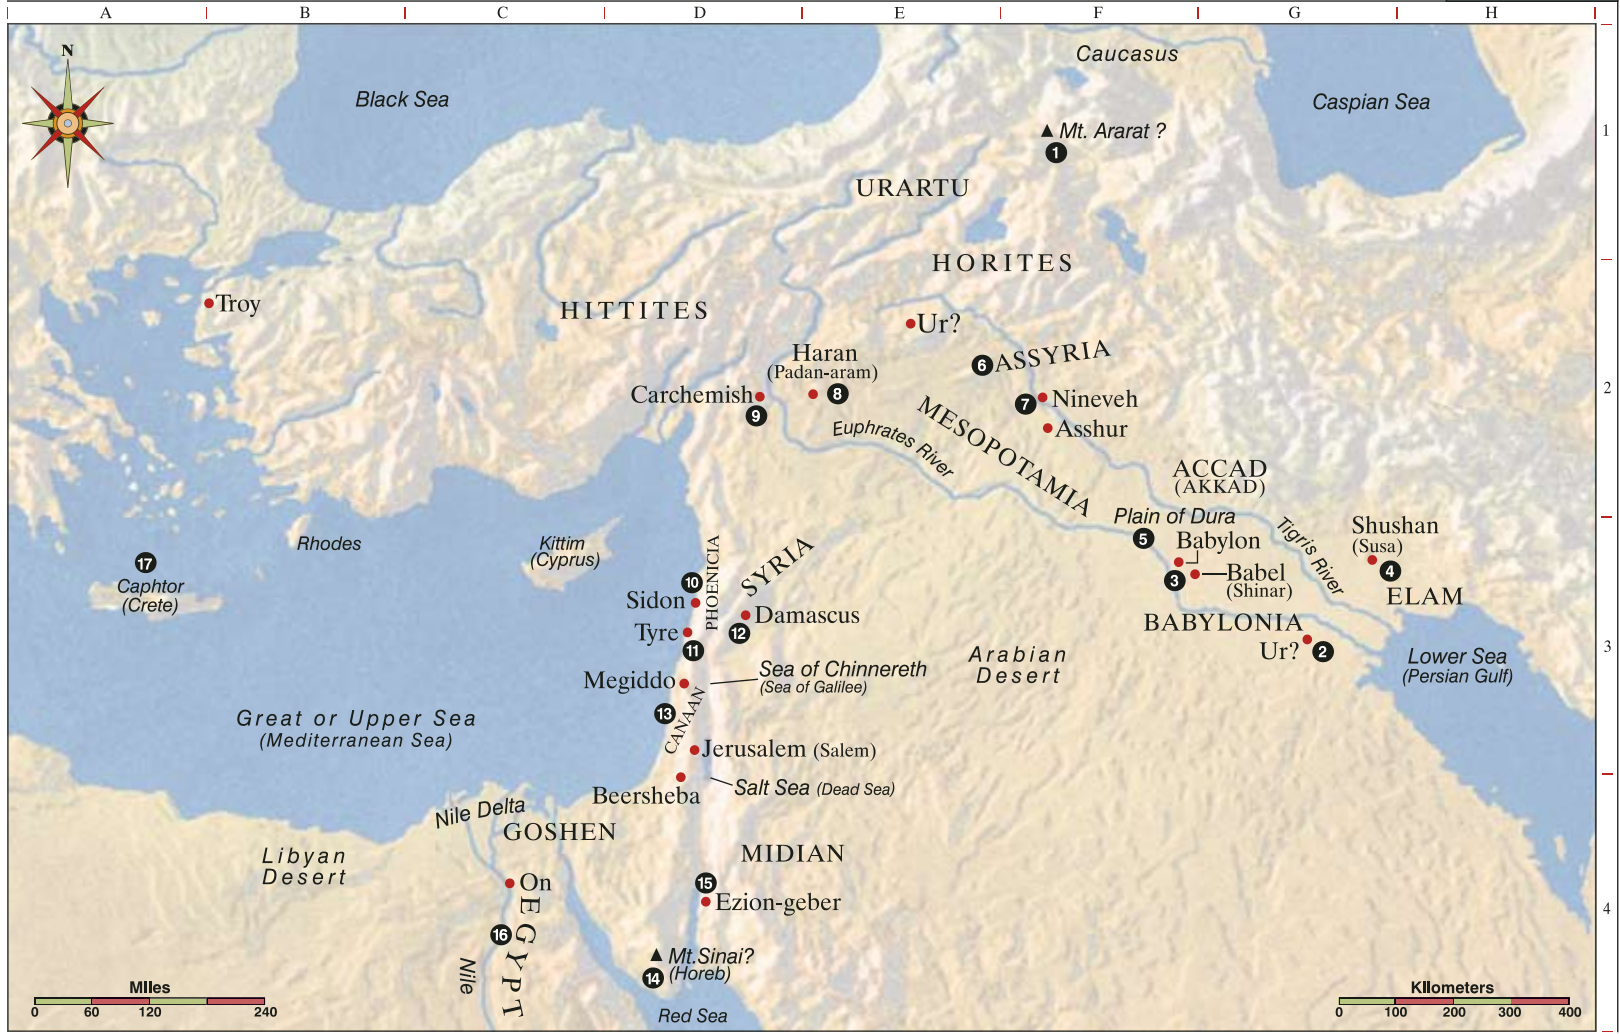 A B C D E F G H
N
Caucasus
Black Sea
Caspian Sea
1
Mt. Ararat ?
1
URARTU
HORITES
Troy
HITTITES
Ur?
Haran
(Padan-aram)
8
6 ASSYRIA
2
Carchemish
9
7 Nineveh
Asshur
MESOPOTAMIA
Euphrates River
ACCAD
(AKKAD)
Plain of Dura
5
Tigris River
Shushan
(Susa)
4
ELAM
Babylon
3
Babel
(Shinar)
BABYLONIA
Ur? 2
Rhodes
Kittim
(Cyprus)
17
Caphtor
(Crete)
PHOENICIA
SYRIA
10
Sidon
Damascus
12
Tyre
11
3
Arabian
Desert
Lower Sea
(Persian Gulf)
Sea of Chinnereth
(Sea of Galilee)
Megiddo
13
CANAAN
Great or Upper Sea
(Mediterranean Sea)
Jerusalem (Salem)
Salt Sea (Dead Sea)
Beersheba
Nile Delta
GOSHEN
Libyan
Desert
MIDIAN
On
15
Ezion-geber
4
16
EGYPT
Nile
Mt.Sinai?
(Horeb)
14
Red Sea
MIles
0 60 120 240
KIlometers
0 100 200 300 400